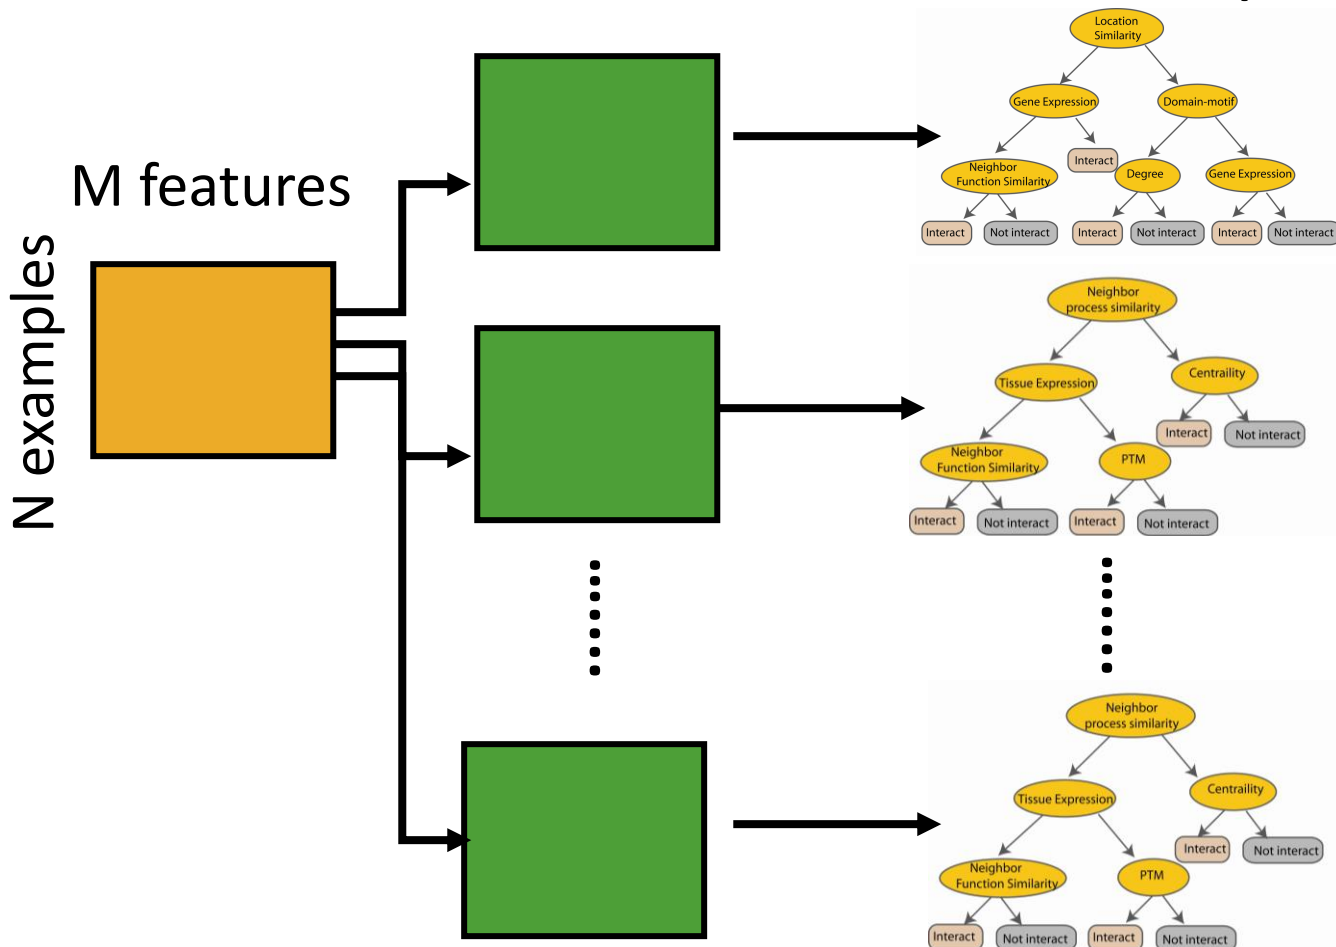 M features
N examples
Location
Similarity
Gene Expression
Domain-motif
Interact
Neighbor
Function Similarity
Degree
Gene Expression
Interact
Not interact
Interact
Not interact
Interact
Not interact
Neighbor
process similarity
Tissue Expression
Centraility
Interact
Not interact
Neighbor
Function Similarity
PTM
Interact
Not interact
Interact
Not interact
Neighbor
process similarity
Tissue Expression
Centraility
Interact
Not interact
Neighbor
Function Similarity
PTM
Interact
Not interact
Interact
Not interact